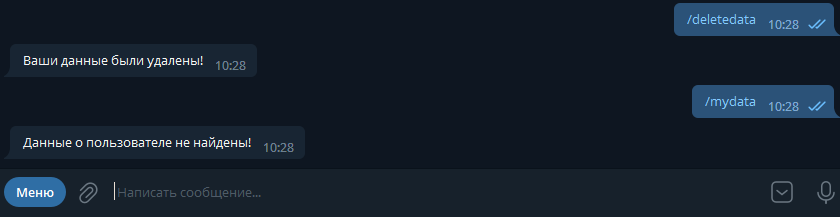 /deletedata 10:28
Ваши данные были удалены! 10:28
/mydata 10:28
Данные о пользователе не найдены! 10:28
Меню Написать сообщение...